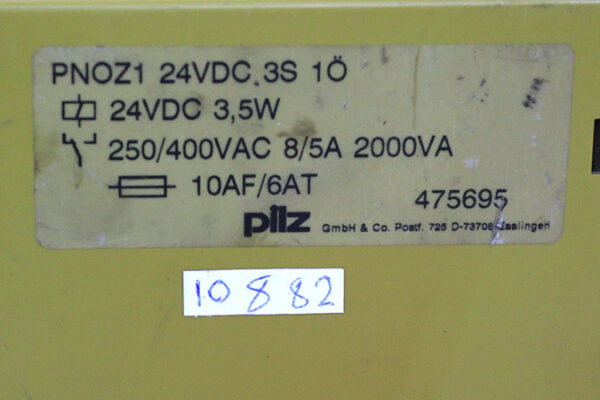 PNOZ1 24VDC 3S 1Ö
24VDC 3,5W
250/400VAC 8/5A 2000VA
10AF/6AT
475695
pilz GmbH & Co. Postf. 725 D-73708 Esslingen
10882